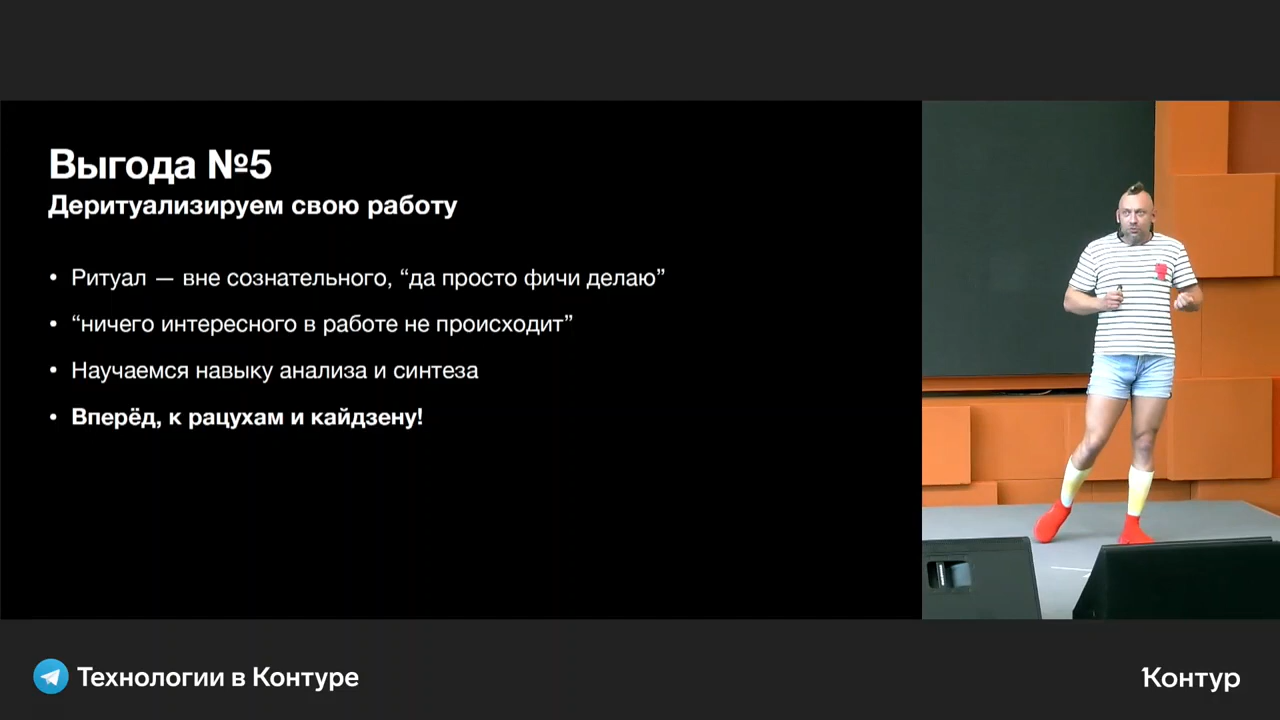 Выгода №5
Деритуализируем свою работу
• Ритуал — вне сознательного, “да просто фичи делаю”
• “ничего интересного в работе не происходит”
• Научаемся навыку анализа и синтеза
• Вперёд, к рацухам и кайдзену!
Технологии в Контуре
Контур